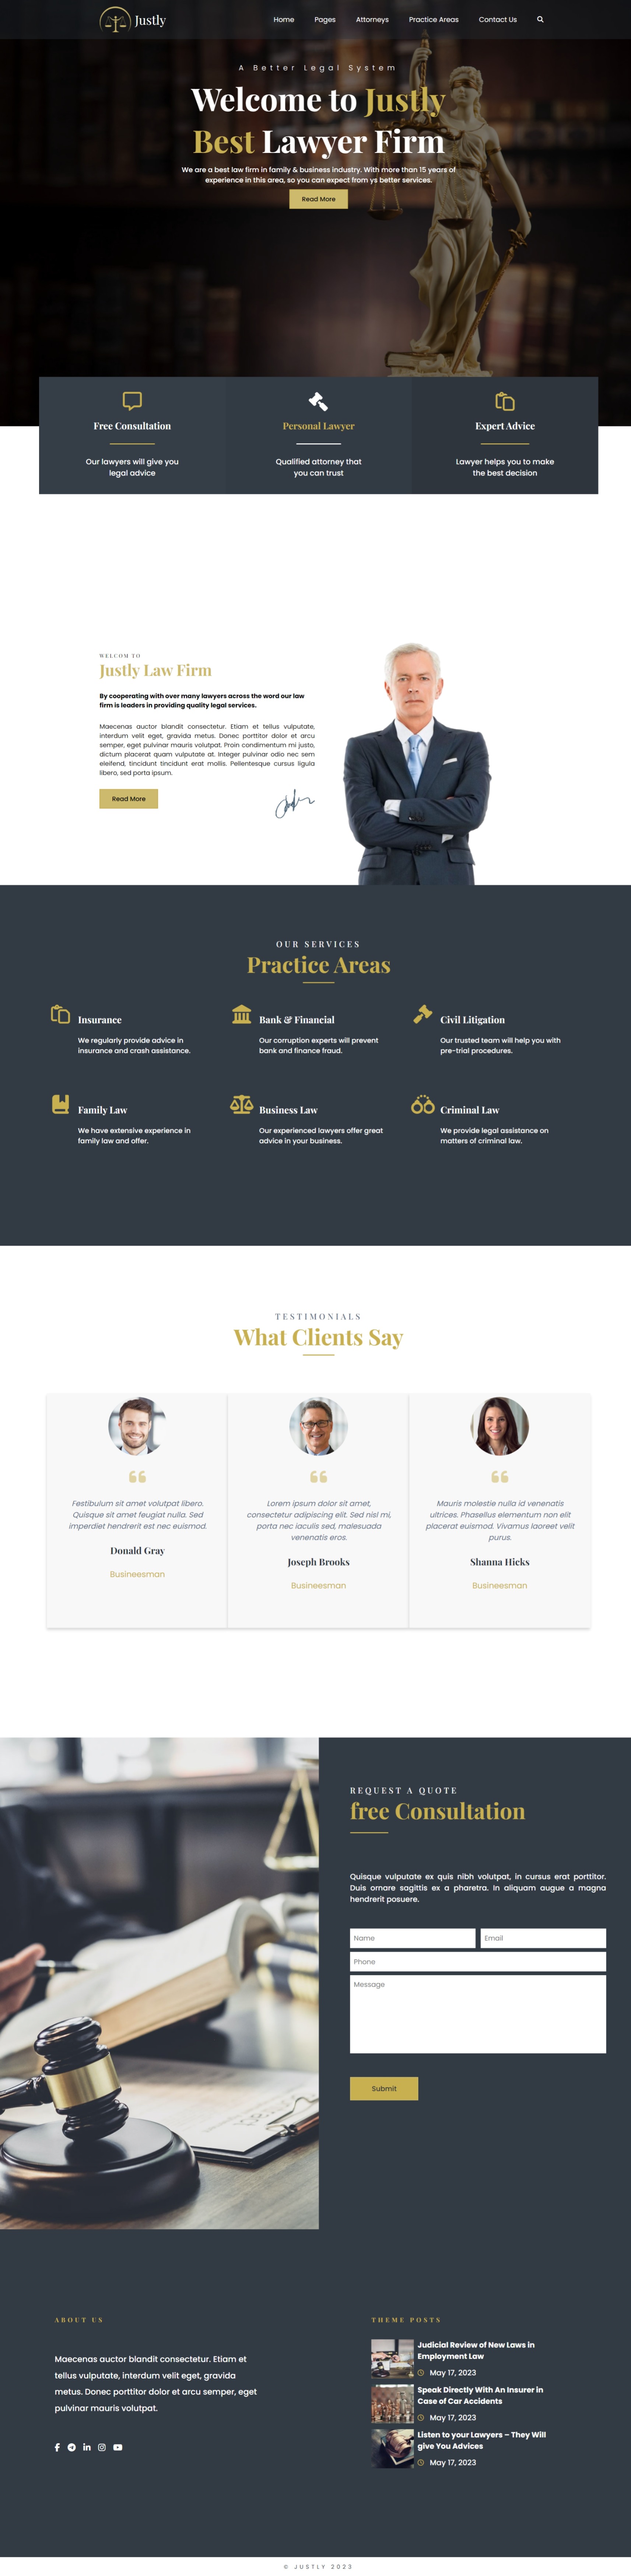 Justly
Home Pages Attorneys Practice Areas Contact Us
A Better Legal System
Welcome to Justly
Best Lawyer Firm
We are a best law firm in family & business industry. With more than 15 years of
experience in this area, so you can expect from ys better services.
Read More
Free Consultation
Our lawyers will give you
legal advice
Personal Lawyer
Qualified attorney that
you can trust
Expert Advice
Lawyer helps you to make
the best decision
WELCOM TO
Justly Law Firm
By cooperating with over many lawyers across the word our law
firm is leaders in providing quality legal services.
Maecenas auctor blandit consectetur. Etiam et tellus vulputate,
interdum velit eget, gravida metus. Donec porttitor dolor et arcu
semper, eget pulvinar mauris volutpat. Proin condimentum mi justo,
dictum placerat quam vulputate at. Integer pulvinar odio nec sem
eleifend, tincidunt tincidunt erat mollis. Pellentesque cursus ligula
libero, sed porta ipsum.
Read More
OUR SERVICES
Practice Areas
Insurance
We regularly provide advice in
insurance and crash assistance.
Bank & Financial
Our corruption experts will prevent
bank and finance fraud.
Civil Litigation
Our trusted team will help you with
pre-trial procedures.
Family Law
We have extensive experience in
family law and offer.
Business Law
Our experienced lawyers offer great
advice in your business.
Criminal Law
We provide legal assistance on
matters of criminal law.
TESTIMONIALS
What Clients Say
Festibulum sit amet volutpat libero.
Quisque sit amet feugiat nulla. Sed
imperdiet hendrerit est nec euismod.
Donald Gray
Busineesman
Lorem ipsum dolor sit amet,
consectetur adipiscing elit. Sed nisl mi,
porta nec iaculis sed, malesuada
venenatis eros.
Joseph Brooks
Busineesman
Mauris molestie nulla id venenatis
ultrices. Phasellus elementum non elit
placerat euismod. Vivamus laoreet velit
purus.
Shanna Hicks
Busineesman
REQUEST A QUOTE
free Consultation
Quisque vulputate ex quis nibh volutpat, in cursus erat porttitor.
Duis ornare sagittis ex a pharetra. In aliquam augue a magna
hendrerit posuere.
Name
Email
Phone
Message
Submit
ABOUT US
Maecenas auctor blandit consectetur. Etiam et
tellus vulputate, interdum velit eget, gravida
metus. Donec porttitor dolor et arcu semper, eget
pulvinar mauris volutpat.
THEME POSTS
Judicial Review of New Laws in
Employment Law
May 17, 2023
Speak Directly With An Insurer in
Case of Car Accidents
May 17, 2023
Listen to your Lawyers – They Will
give You Advices
May 17, 2023
© JUSTLY 2023